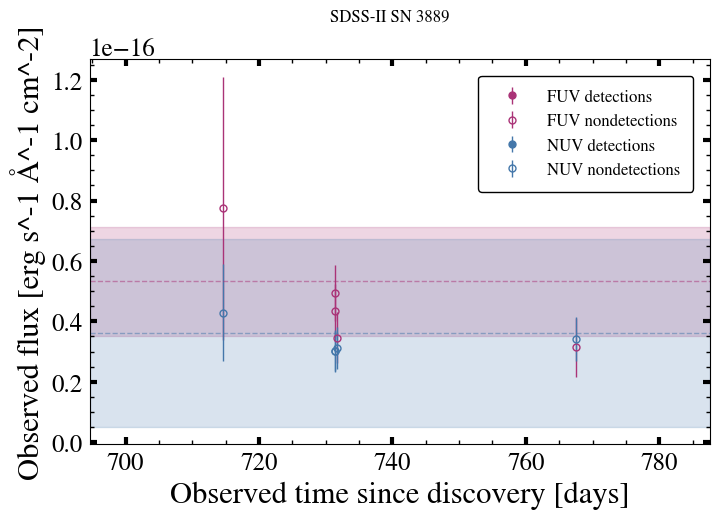 SDSS-II SN 3889
1e−16
Observed flux [erg s^-1 Å^-1 cm^-2]
1.2
1.0
0.8
0.6
0.4
0.2
0.0
FUV detections
FUV nondetections
NUV detections
NUV nondetections
700 720 740 760 780
Observed time since discovery [days]